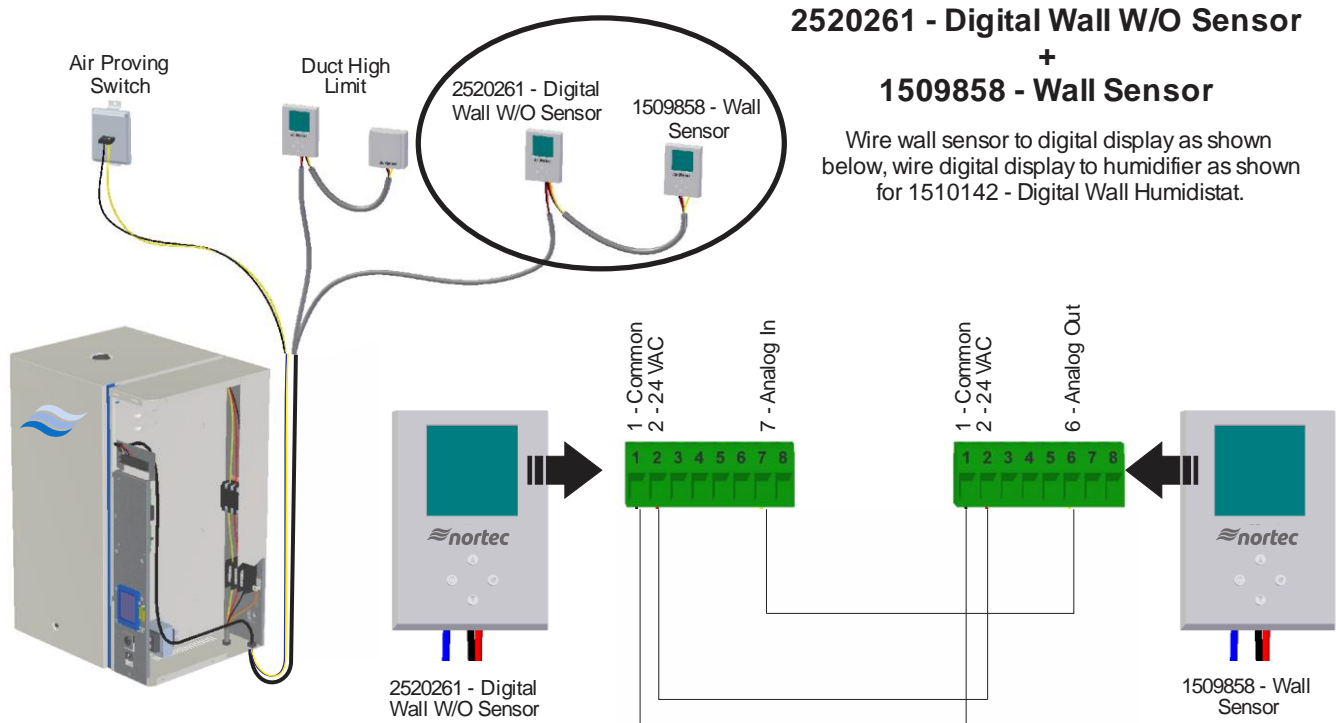 2520261 - Digital Wall W/O Sensor
+
1509858 - Wall Sensor
Wire wall sensor to digital display as shown
below, wire digital display to humidifier as shown
for 1510142 - Digital Wall Humidistat.
Air Proving
Switch
Duct High
Limit
2520261 - Digital
Wall W/O Sensor
1509858 - Wall
Sensor
1 - Common
2 - 24 VAC
7 - Analog In
1 - Common
2 - 24 VAC
6 - Analog Out
1 2 3 4 5 6 7 8
1 2 3 4 5 6 7 8
nortec
nortec
2520261 - Digital
Wall W/O Sensor
1509858 - Wall
Sensor